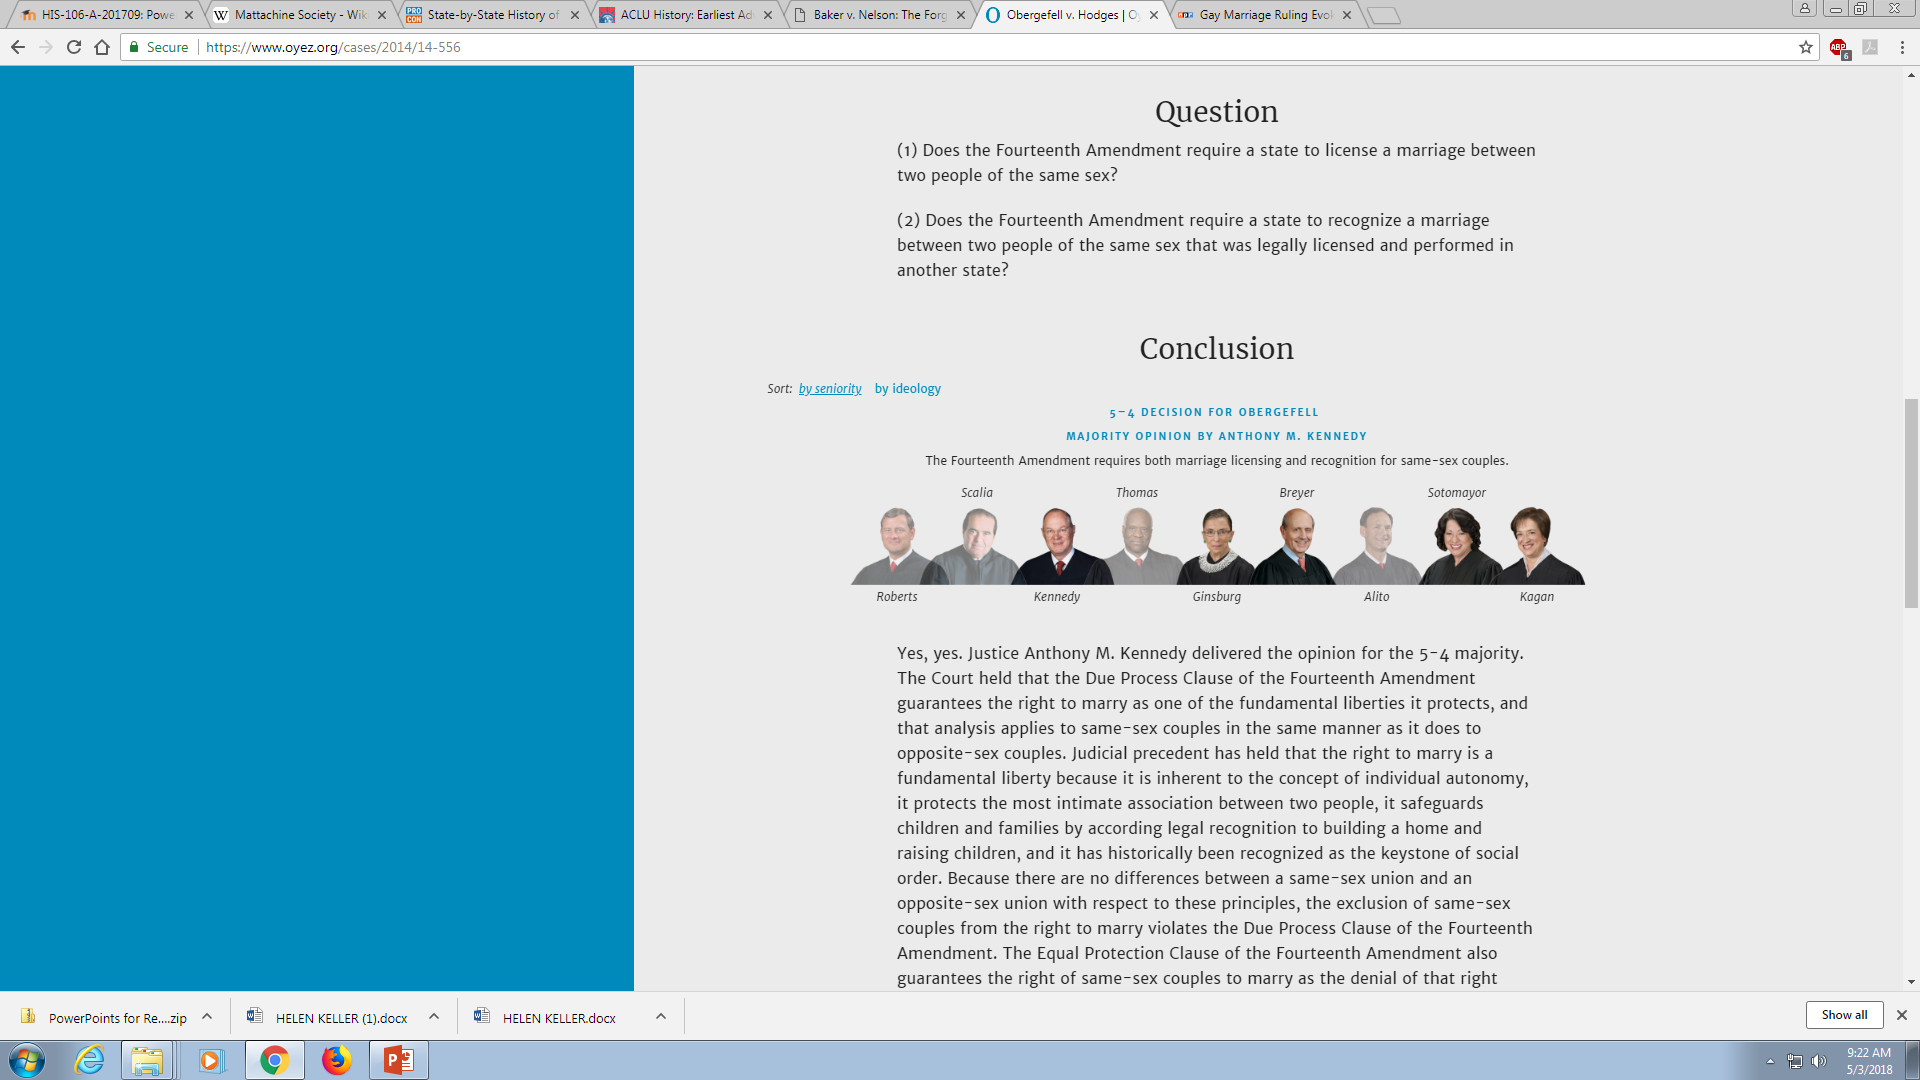 HIS-106-A-201709: Powe
Mattachine Society - Wiki
State-by-State History of
ACLU History: Earliest Ad
Baker v. Nelson: The Forg
Obergefell v. Hodges | Oy
Gay Marriage Ruling Evol
Secure
https://www.oyez.org/cases/2014/14-556
ABP
6
Question
(1) Does the Fourteenth Amendment require a state to license a marriage between
two people of the same sex?
(2) Does the Fourteenth Amendment require a state to recognize a marriage
between two people of the same sex that was legally licensed and performed in
another state?
Conclusion
Sort: by seniority by ideology
5–4 DECISION FOR OBERGEFELL
MAJORITY OPINION BY ANTHONY M. KENNEDY
The Fourteenth Amendment requires both marriage licensing and recognition for same-sex couples.
Scalia Thomas Breyer Sotomayor
Roberts Kennedy Ginsburg Alito Kagan
Yes, yes. Justice Anthony M. Kennedy delivered the opinion for the 5-4 majority.
The Court held that the Due Process Clause of the Fourteenth Amendment
guarantees the right to marry as one of the fundamental liberties it protects, and
that analysis applies to same-sex couples in the same manner as it does to
opposite-sex couples. Judicial precedent has held that the right to marry is a
fundamental liberty because it is inherent to the concept of individual autonomy,
it protects the most intimate association between two people, it safeguards
children and families by according legal recognition to building a home and
raising children, and it has historically been recognized as the keystone of social
order. Because there are no differences between a same-sex union and an
opposite-sex union with respect to these principles, the exclusion of same-sex
couples from the right to marry violates the Due Process Clause of the Fourteenth
Amendment. The Equal Protection Clause of the Fourteenth Amendment also
guarantees the right of same-sex couples to marry as the denial of that right
PowerPoints for Re....zip
HELEN KELLER (1).docx
HELEN KELLER.docx
Show all
9:22 AM
5/3/2018